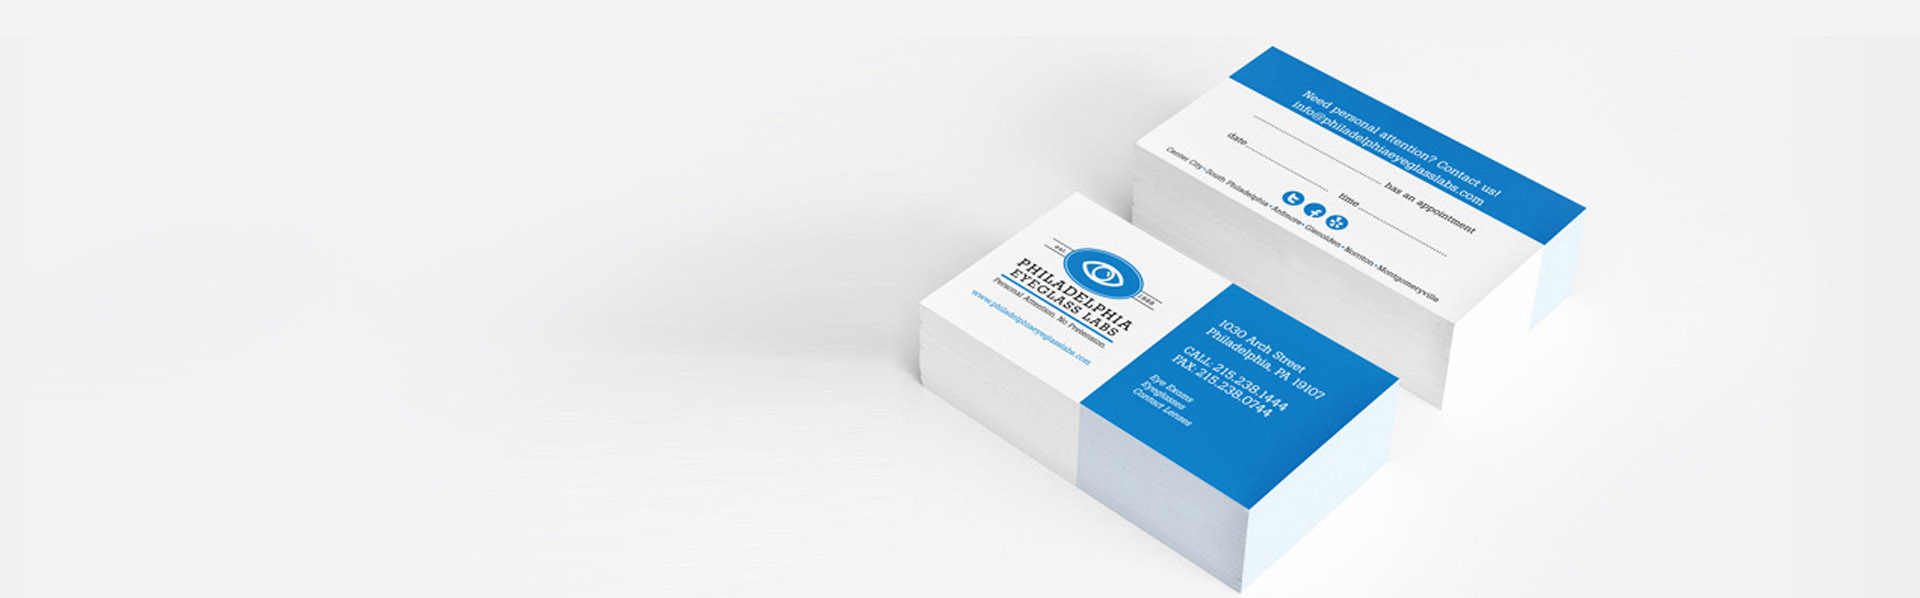 Need personal attention? Contact us!
info@philadelphiaeyeglasslabs.com
has an appointment
date
time
Center City • South Philadelphia • Ardmore • Glenolden • Norriton • Montgomeryville
est.
1988
PHILADELPHIA
EYEGLASS LABS
Personal Attention. No Pretension.
www.philadelphiaeyeglasslabs.com
1030 Arch Street
Philadelphia, PA 19107
CALL: 215.238.1444
FAX: 215.238.0744
Eye Exams
Eyeglasses
Contact Lenses